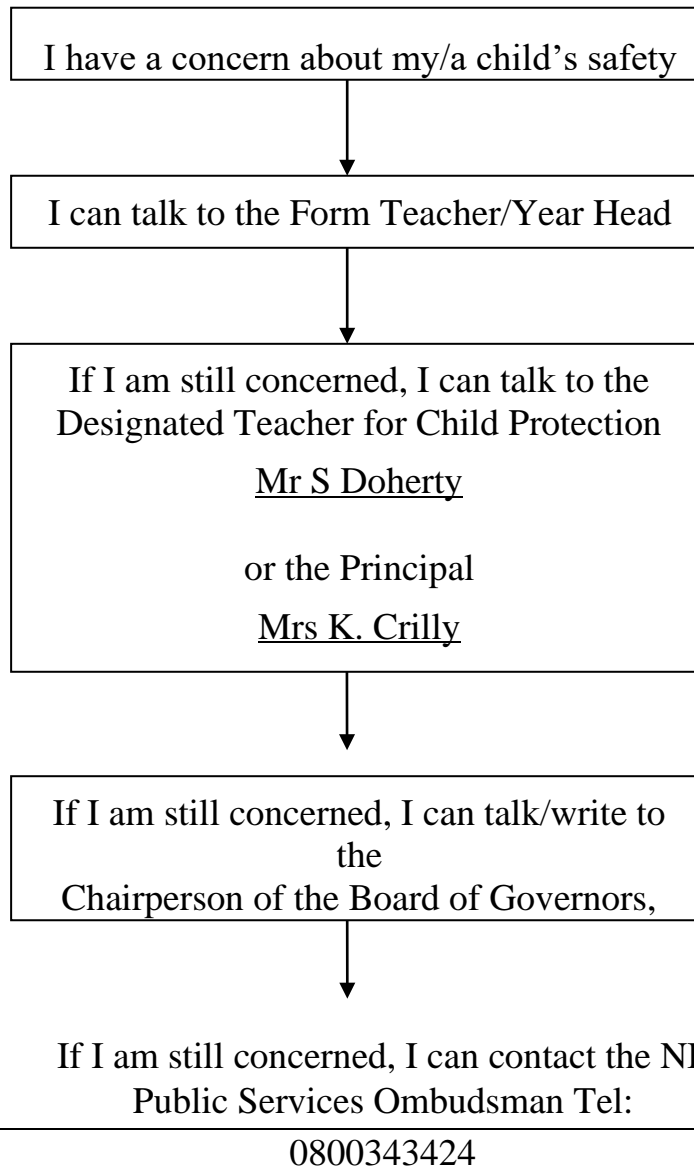 I have a concern about my/a child’s safety
I can talk to the Form Teacher/Year Head
If I am still concerned, I can talk to the
Designated Teacher for Child Protection
Mr S Doherty
or the Principal
Mrs K. Crilly
If I am still concerned, I can talk/write to
the
Chairperson of the Board of Governors,
If I am still concerned, I can contact the NI
Public Services Ombudsman Tel:
0800343424